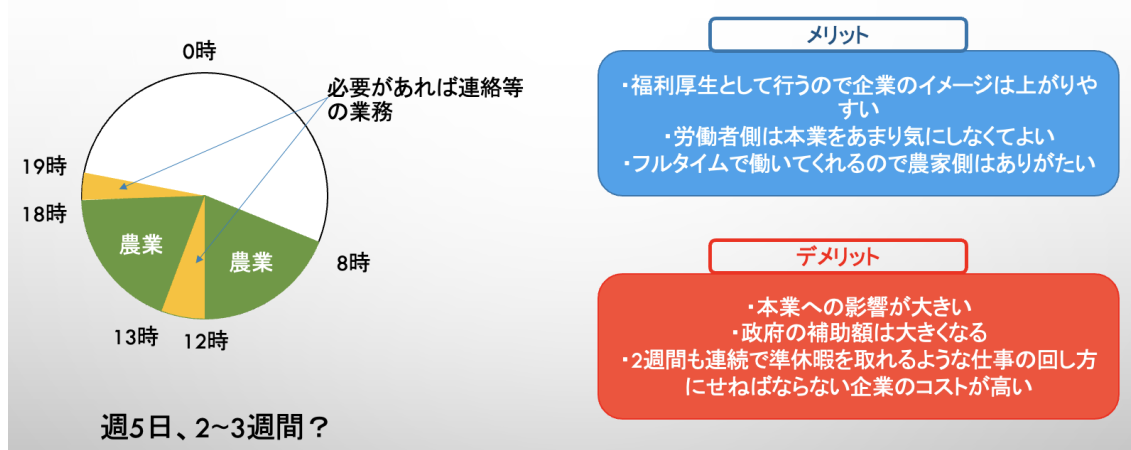 0時
必要があれば連絡等
の業務
19時
18時
農業
農業
8時
13時
12時
週5日、2~3週間？
メリット
・福利厚生として行うので企業のイメージは上がりや
すい
・労働者側は本業をあまり気にしなくてよい
・フルタイムで働いてくれるので農家側はありがたい
デメリット
・本業への影響が大きい
・政府の補助額は大きくなる
・2週間も連続で準休暇を取れるような仕事の回し方
にせねばならない企業のコストが高い